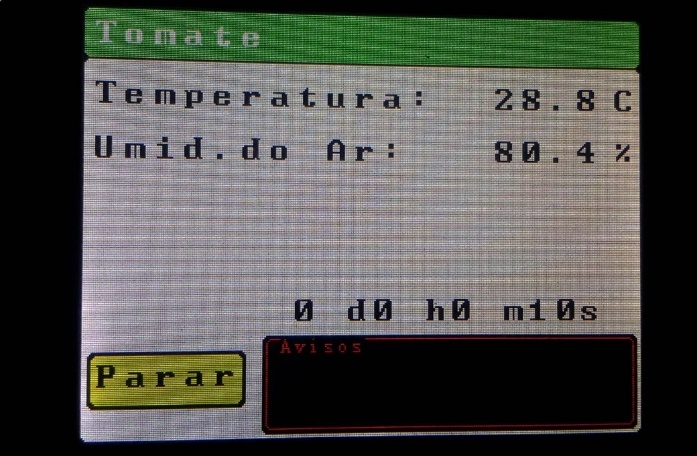 Tomate
Temperatura: 28.8 C
Umid.do Ar: 80.4 %
0 d0 h0 m10s
Avisos
Parar